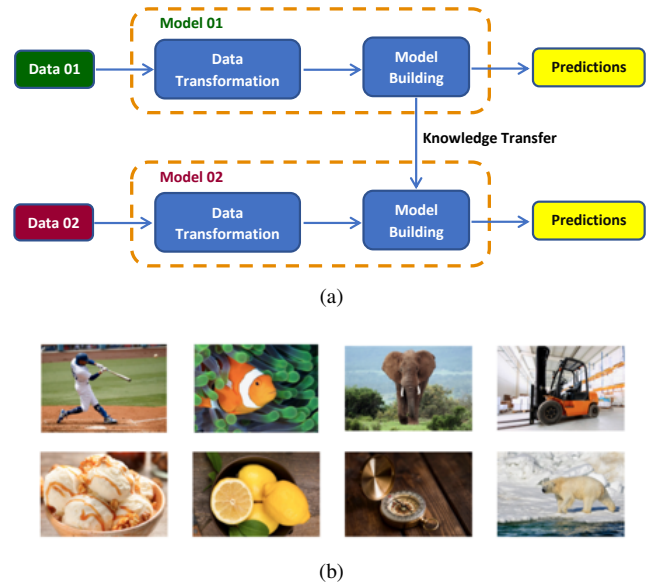 Model 01
Data 01
Data
Transformation
Model
Building
Predictions
Knowledge Transfer
Model 02
Data 02
Data
Transformation
Model
Building
Predictions
(a)
(b)